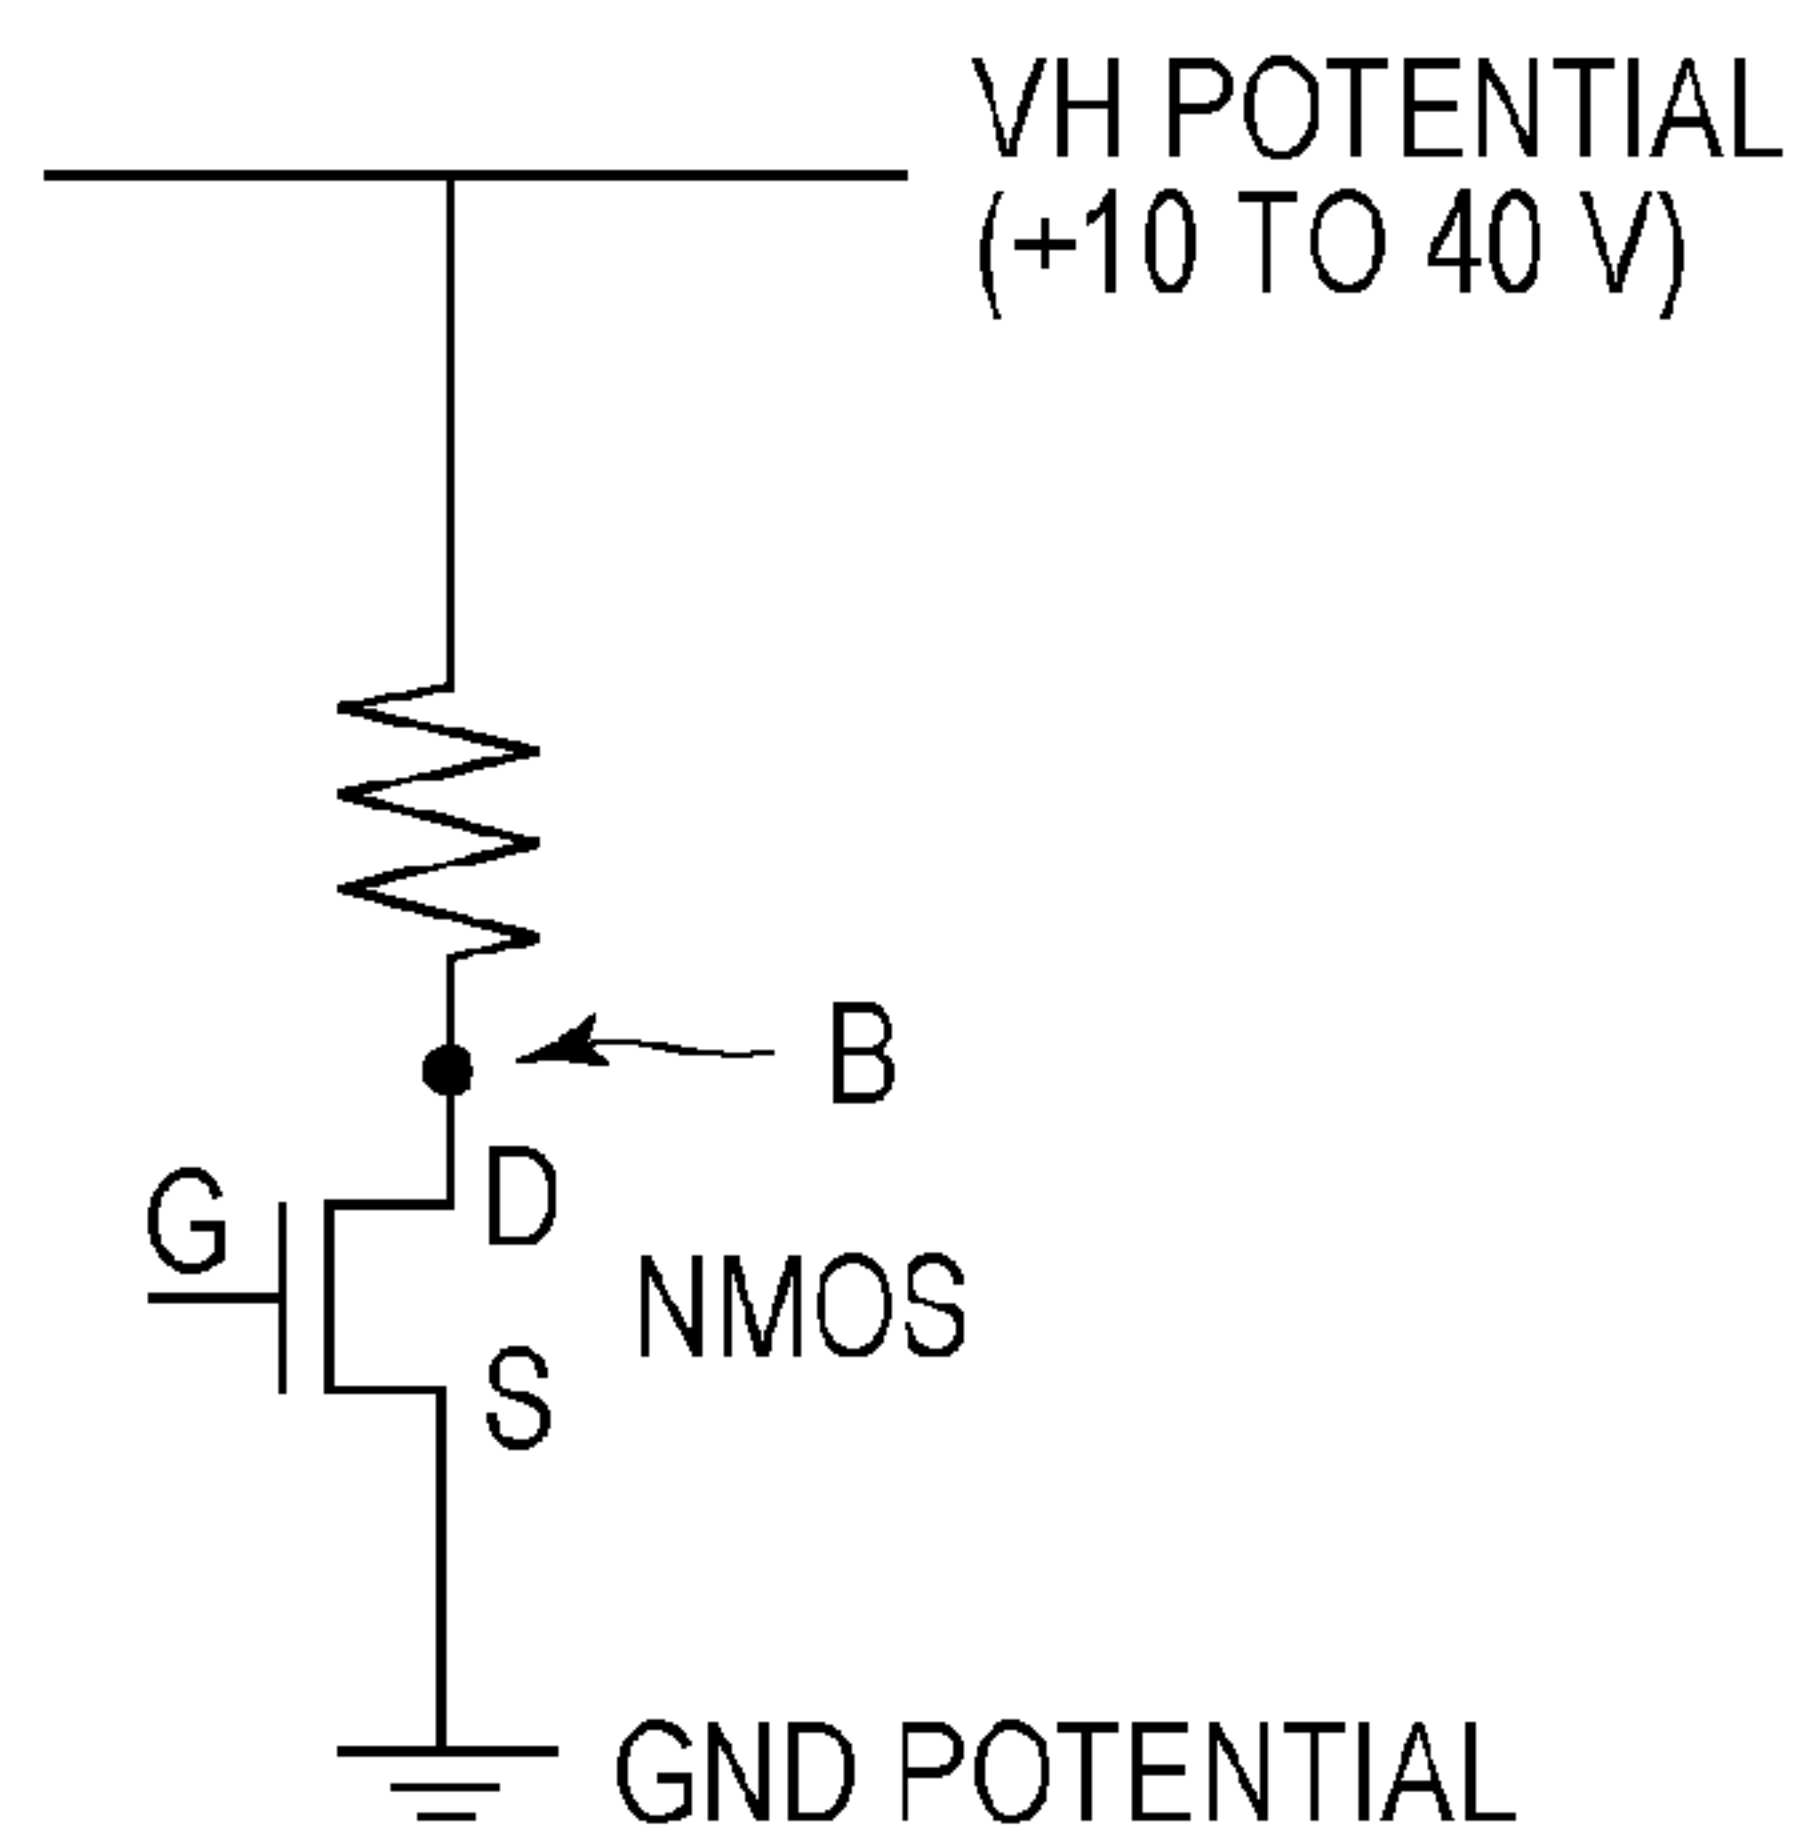 VH POTENTIAL
(+10 TO 40 V)
B
D
G
NMOS
S
GND POTENTIAL